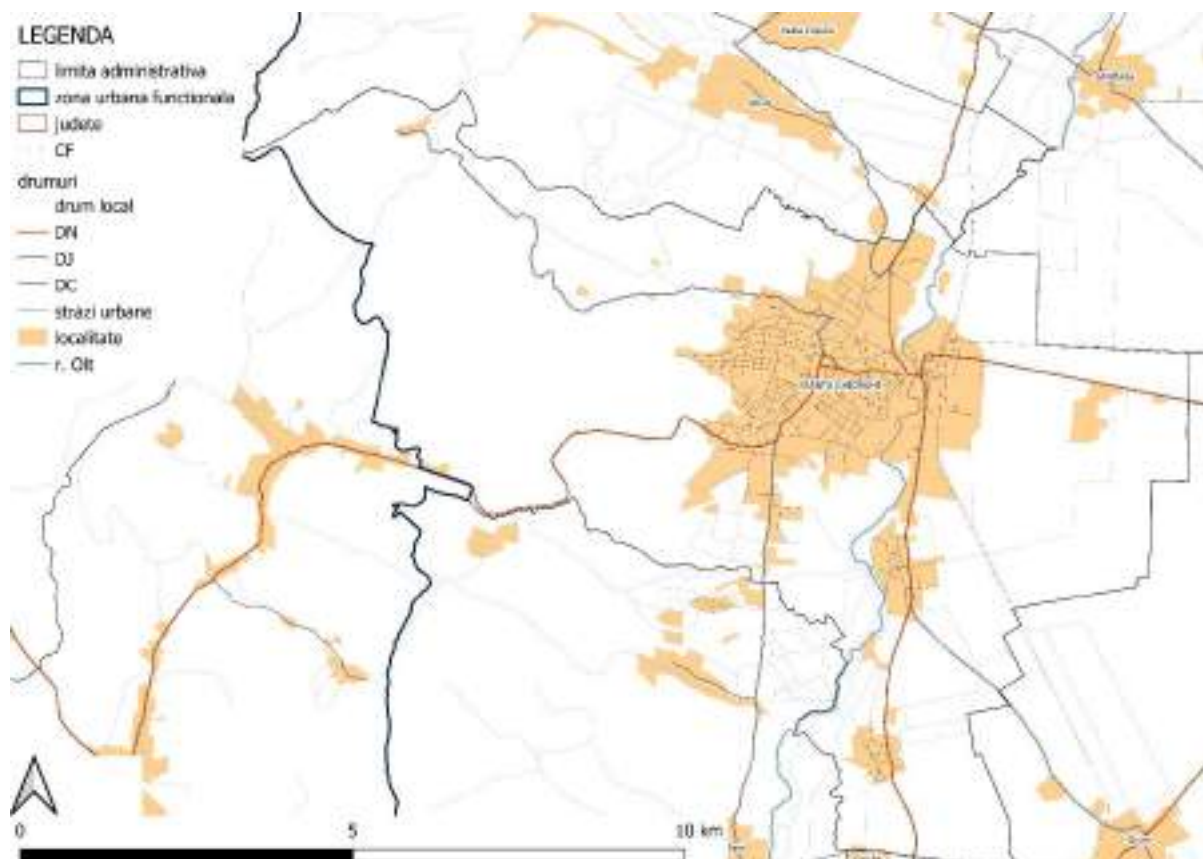 LEGENDA
limita administrativa
zona urbana functionala
judete
CF
drumuri
drum local
DN
DJ
DC
strazi urbane
localitate
r. Olt
0
5
10 km